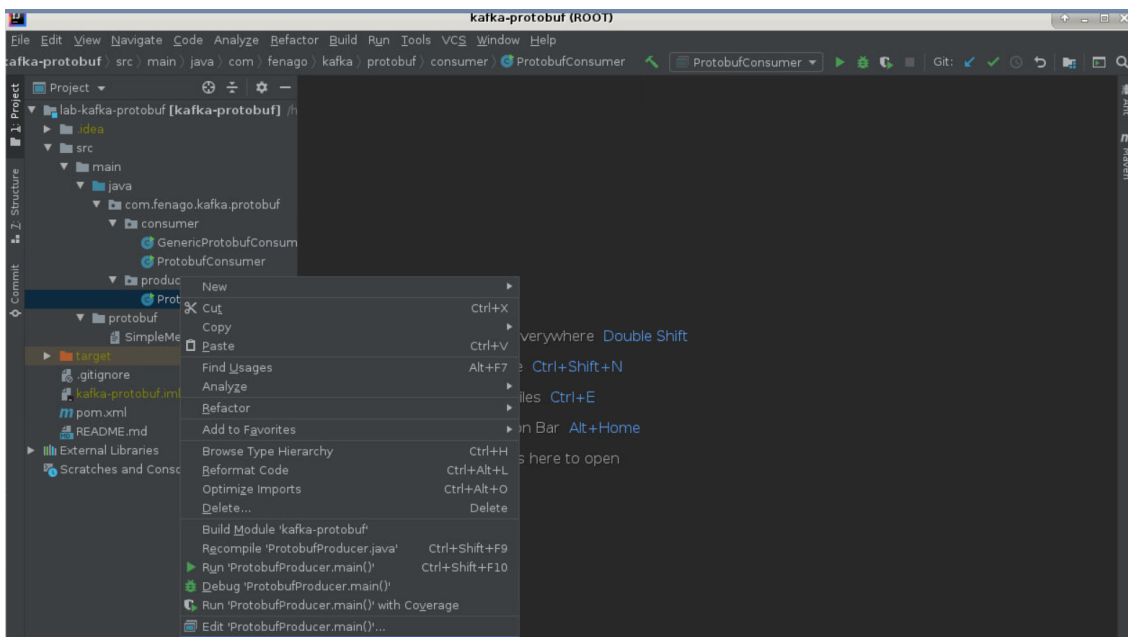 kafka-protobuf (ROOT)
File Edit View Navigate Code Analyze Refactor Build Run Tools VCS Window Help
kafka-protobuf src main java com fenago kafka protobuf consumer ProtobufConsumer ProtobufConsumer Git:
Project
1: Project
Z: Structure
Commit
Ant
Maven
lab-kafka-protobuf [kafka-protobuf] /h
.idea
src
main
java
com.fenago.kafka.protobuf
consumer
GenericProtobufConsum
ProtobufConsumer
produc
Prot
protobuf
SimpleMe
target
.gitignore
kafka-protobuf.iml
pom.xml
README.md
External Libraries
Scratches and Conso
New
Cut Ctrl+X
Copy
Paste Ctrl+V
Find Usages Alt+F7
Analyze
Refactor
Add to Favorites
Browse Type Hierarchy Ctrl+H
Reformat Code Ctrl+Alt+L
Optimize Imports Ctrl+Alt+O
Delete... Delete
Build Module 'kafka-protobuf'
Recompile 'ProtobufProducer.java' Ctrl+Shift+F9
Run 'ProtobufProducer.main()' Ctrl+Shift+F10
Debug 'ProtobufProducer.main()'
Run 'ProtobufProducer.main()' with Coverage
Edit 'ProtobufProducer.main()'...
verywhere Double Shift
e Ctrl+Shift+N
iles Ctrl+E
on Bar Alt+Home
s here to open